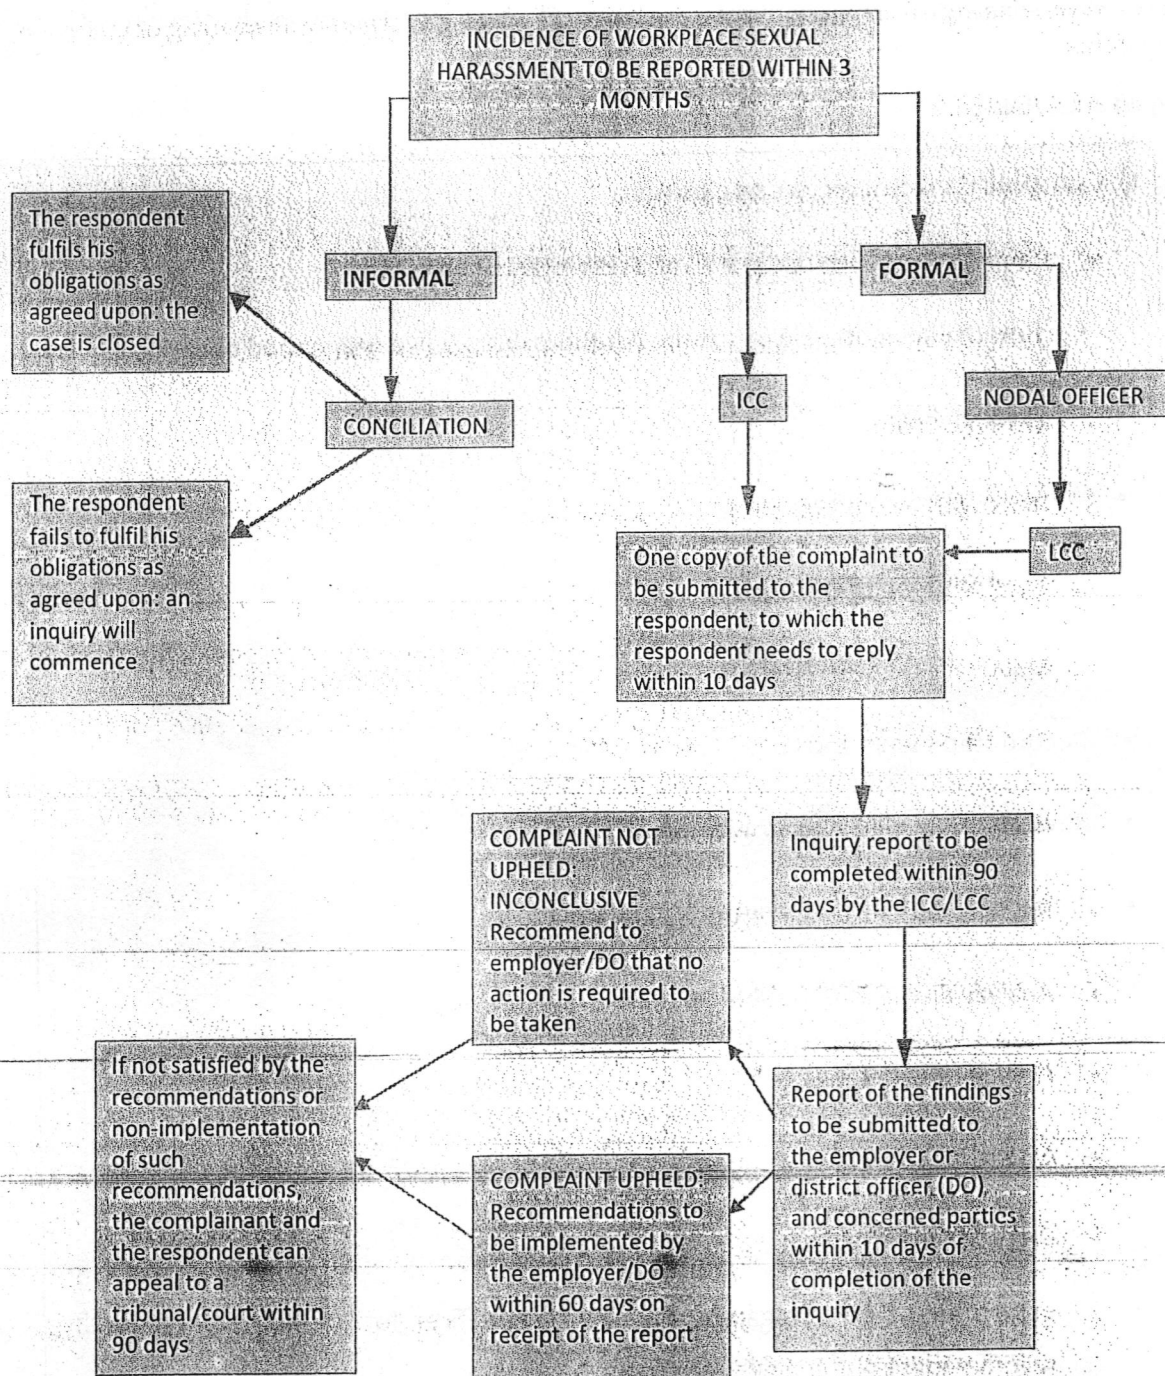 INCIDENCE OF WORKPLACE SEXUAL
HARASSMENT TO BE REPORTED WITHIN 3
MONTHS
The respondent
fulfils his
obligations as
agreed upon: the
case is closed
INFORMAL
FORMAL
ICC
NODAL OFFICER
CONCILIATION
The respondent
fails to fulfil his
obligations as
agreed upon: an
inquiry will
commence
One copy of the complaint to
be submitted to the
respondent, to which the
respondent needs to reply
within 10 days
LCC
COMPLAINT NOT
UPHELD:
INCONCLUSIVE
Recommend to
employer/DO that no
action is required to
be taken
Inquiry report to be
completed within 90
days by the ICC/LCC
If not satisfied by the
recommendations or
non-implementation
of such
recommendations,
the complainant and
the respondent can
appeal to a
tribunal/court within
90 days
COMPLAINT UPHELD:
Recommendations to
be implemented by
the employer/DO
within 60 days on
receipt of the report
Report of the findings
to be submitted to
the employer or
district officer (DO)
and concerned parties
within 10 days of
completion of the
inquiry